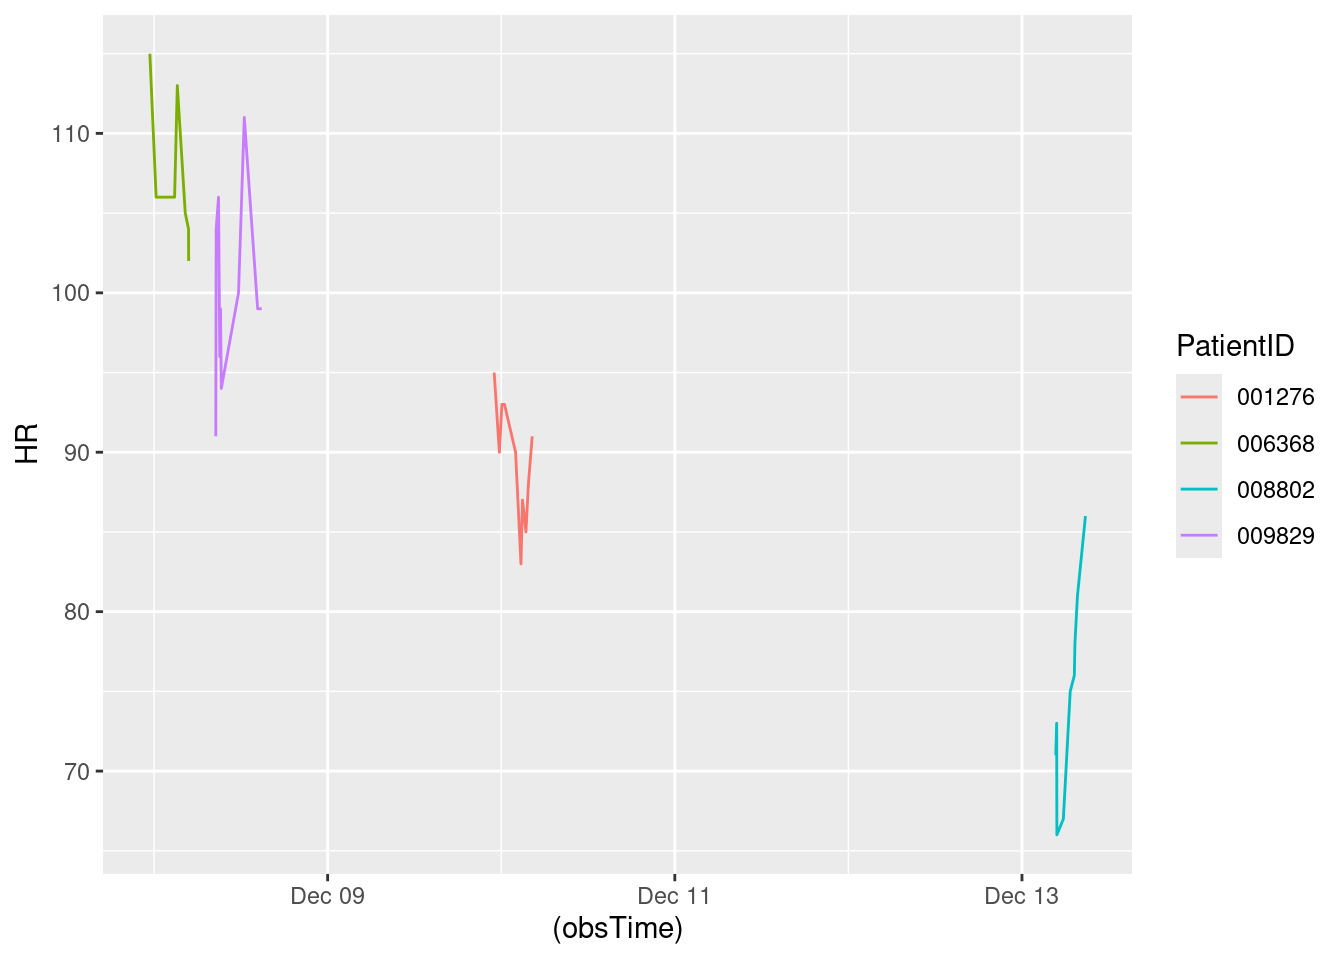 110
100
90
80
70
HR
Dec 09
Dec 11
Dec 13
(obsTime)
PatientID
001276
006368
008802
009829